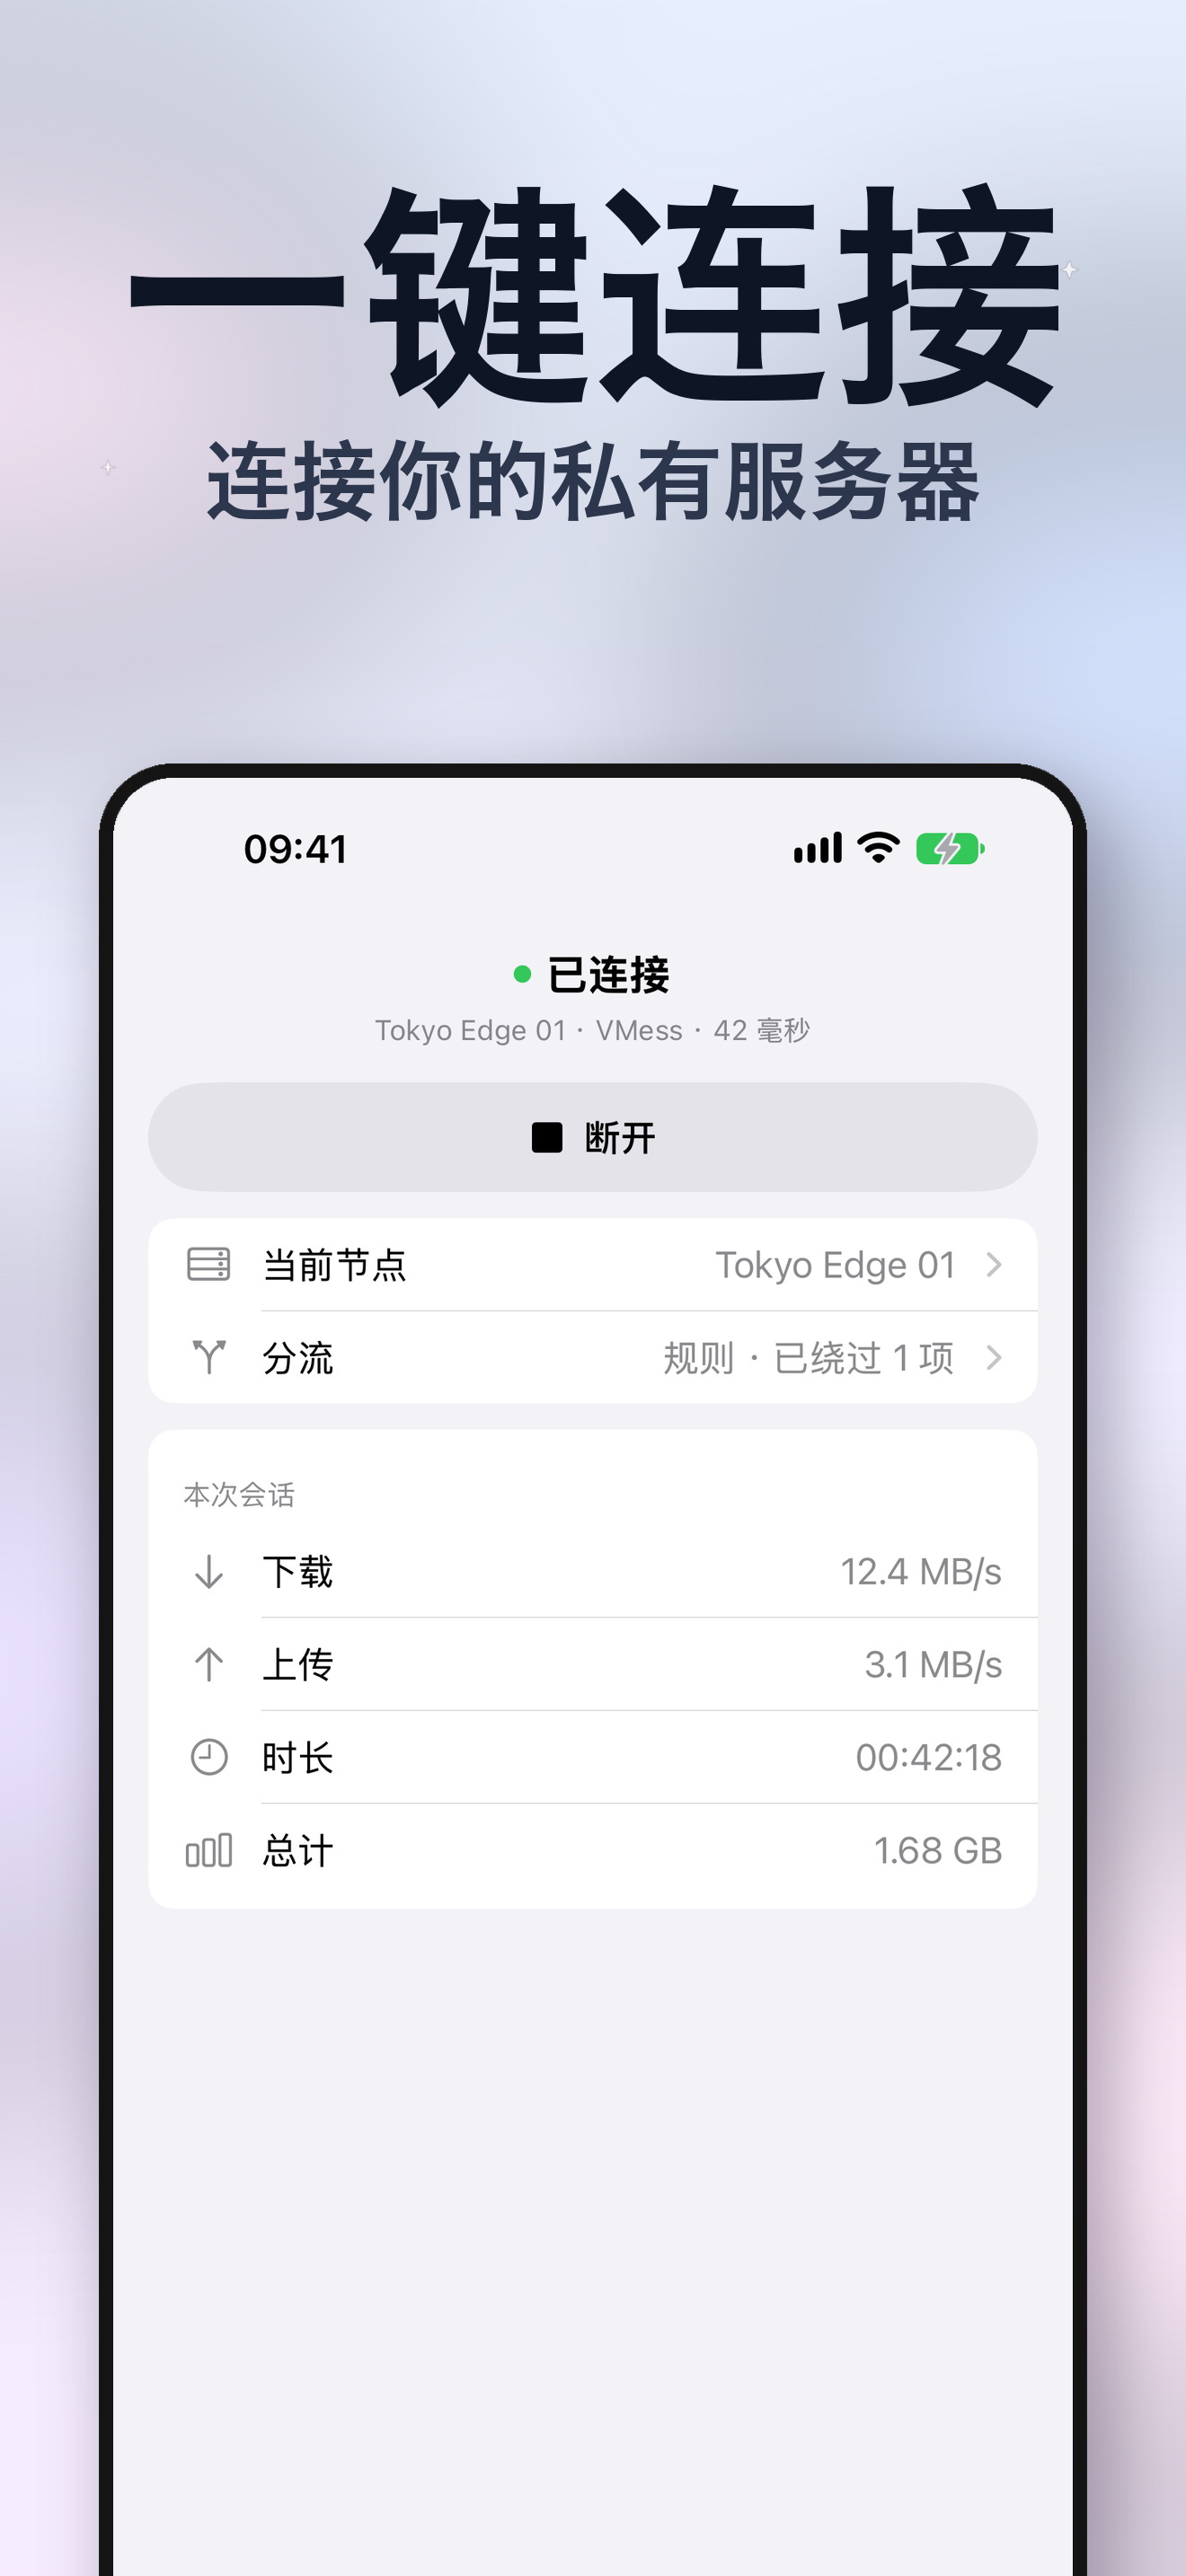 一键连接
连接你的私有服务器
09:41
已连接
Tokyo Edge 01 · VMess · 42 毫秒
断开
当前节点 Tokyo Edge 01
分流 规则 · 已绕过 1 项
本次会话
下载 12.4 MB/s
上传 3.1 MB/s
时长 00:42:18
总计 1.68 GB